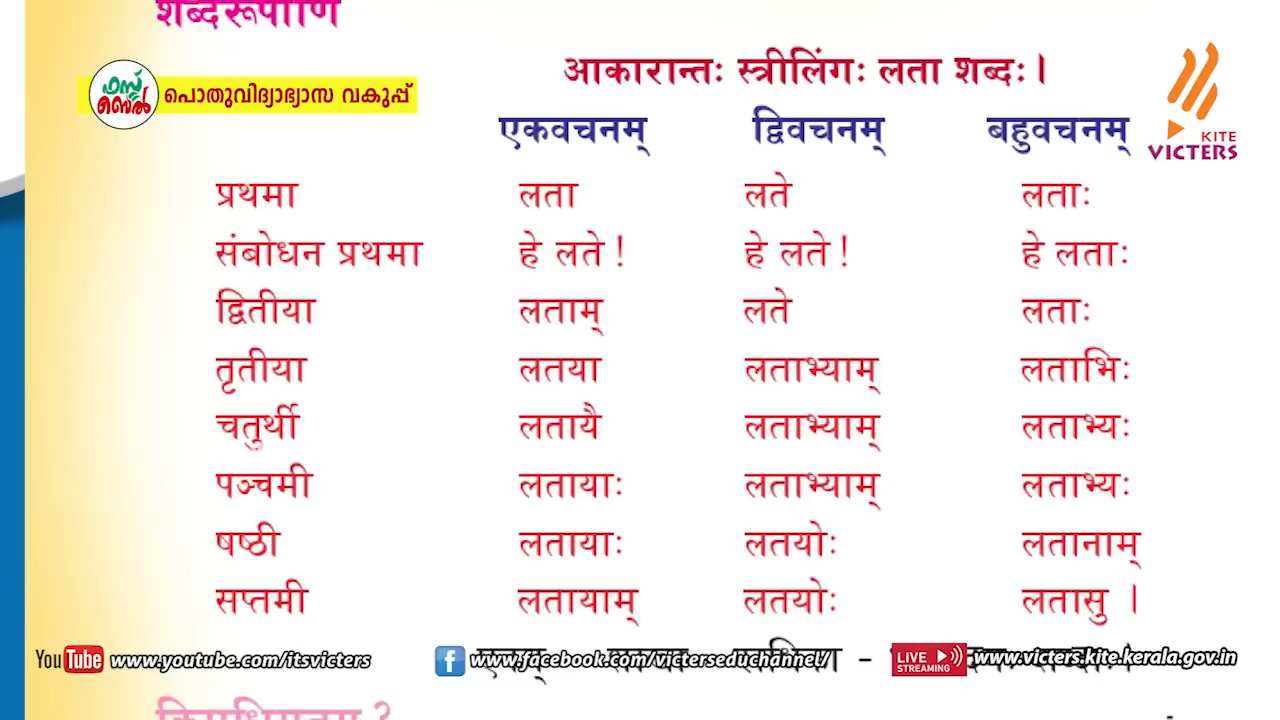 शब्दरूपाणि
आकारान्तः स्त्रीलिंगः लता शब्दः।
ഫസ്റ്റ് ബെൽ
പൊതുവിദ്യാഭ്യാസ വകുപ്പ്
KITE VICTERS
एकवचनम् द्विवचनम् बहुवचनम्
प्रथमा लता लते लताः
संबोधन प्रथमा हे लते! हे लते! हे लताः
द्वितीया लताम् लते लताः
तृतीया लतया लताभ्याम् लताभिः
चतुर्थी लतायै लताभ्याम् लताभ्यः
पञ्चमी लतायाः लताभ्याम् लताभ्यः
षष्ठी लतायाः लतयोः लतानाम्
सप्तमी लतायाम् लतयोः लतासु ।
YouTube www.youtube.com/itsvicters f www.facebook.com/victerseduchannel/ LIVE STREAMING www.victers.kite.kerala.gov.in